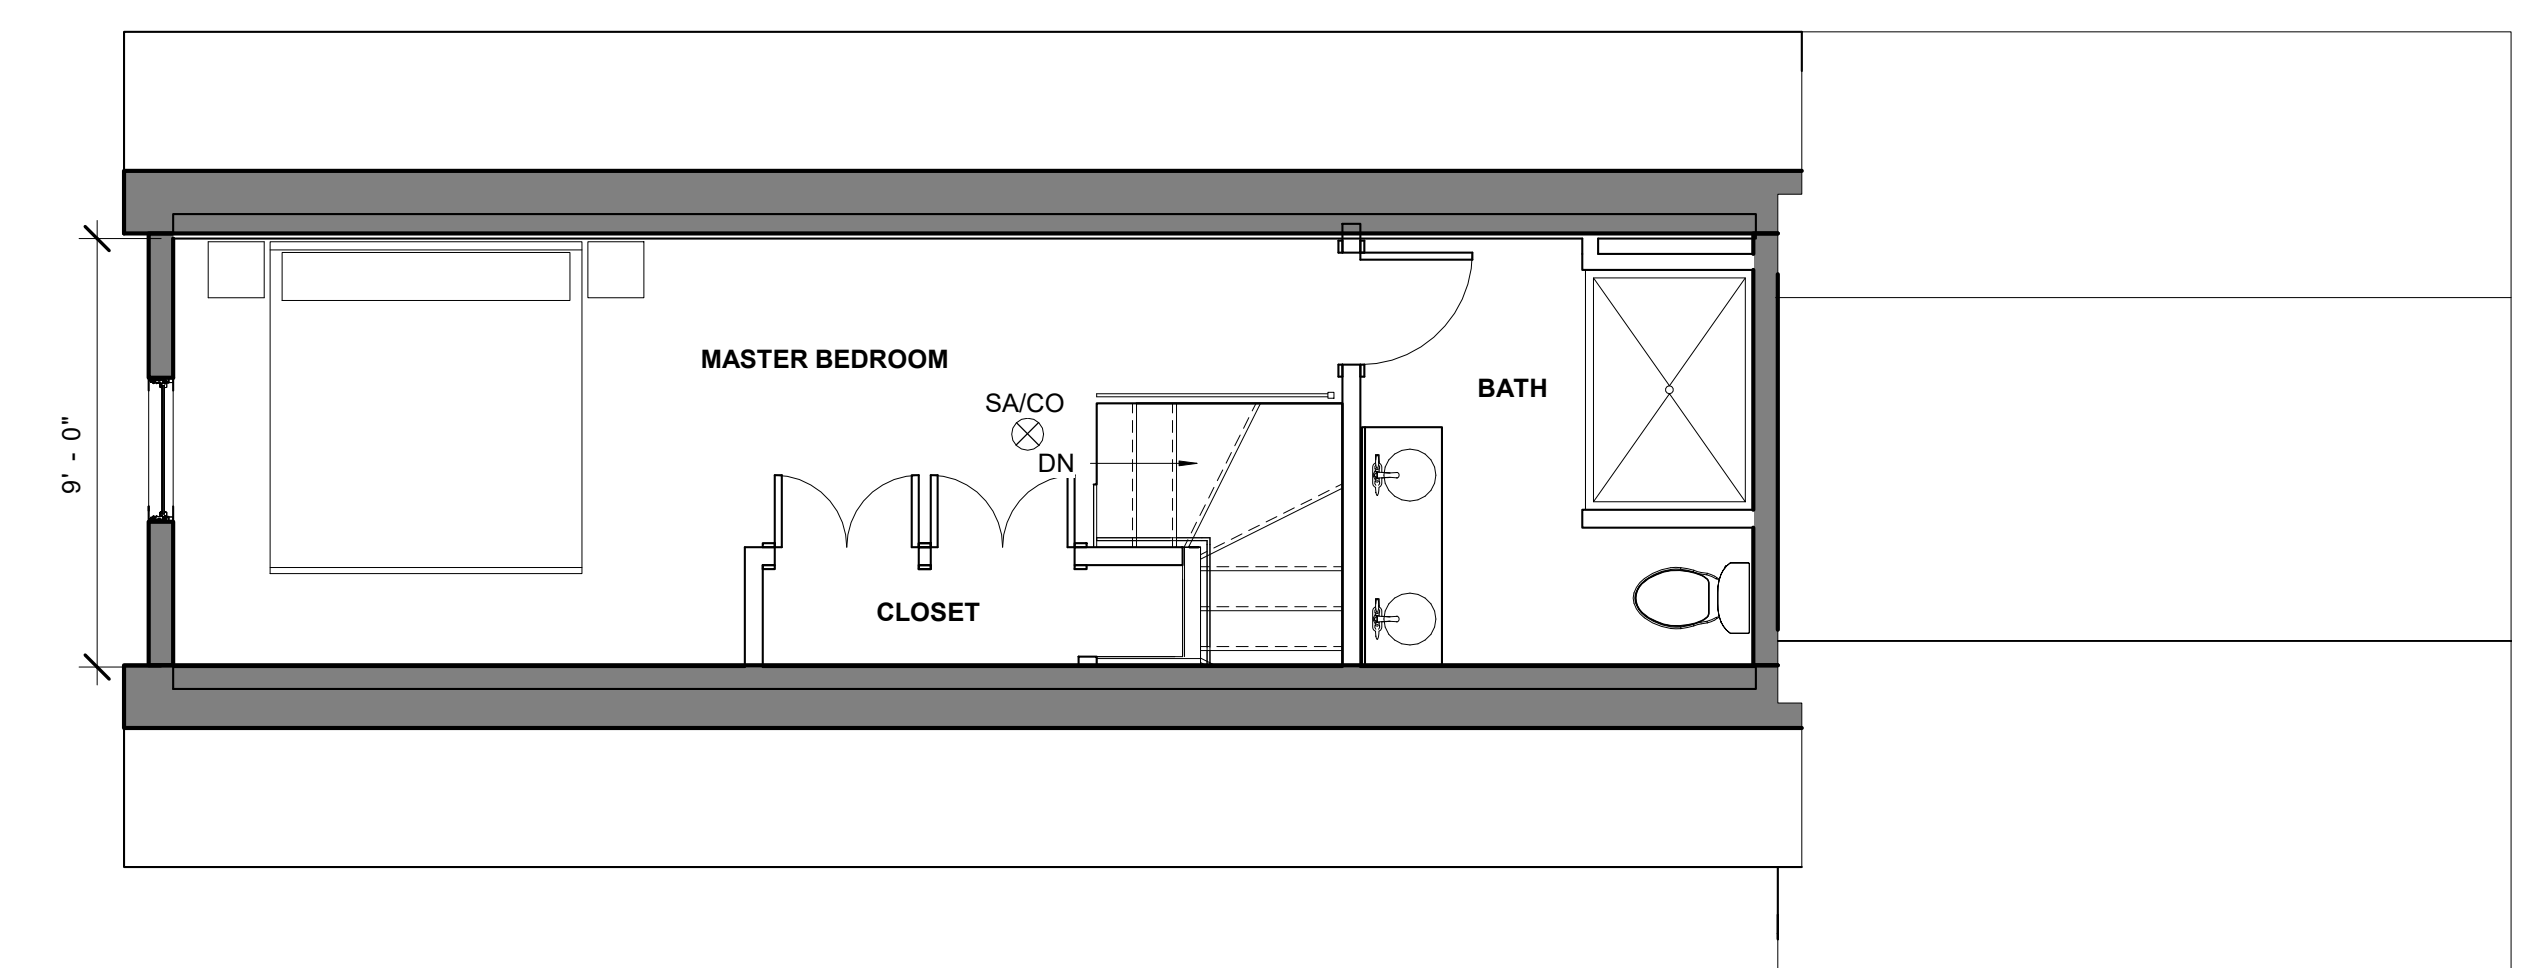 MASTER BEDROOM
BATH
SA/CO
DN
9' - 0"
CLOSET